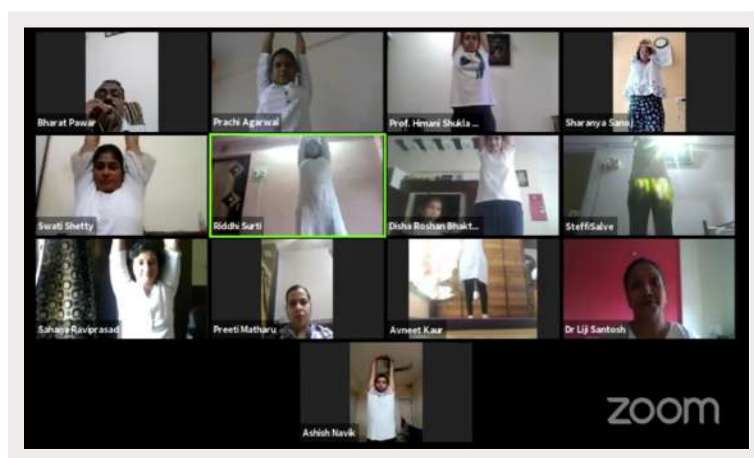 Bharat Pawar
Prachi Agarwal
Prof. Himani Shukla ...
Sharanya Sanoj
Swati Shetty
Riddhi Surti
Disha Roshan Bhakt...
SteffiSalve
Sahana Raviprasad
Preeti Matharu
Avneet Kaur
Dr Liji Santosh
Ashish Navik
zoom